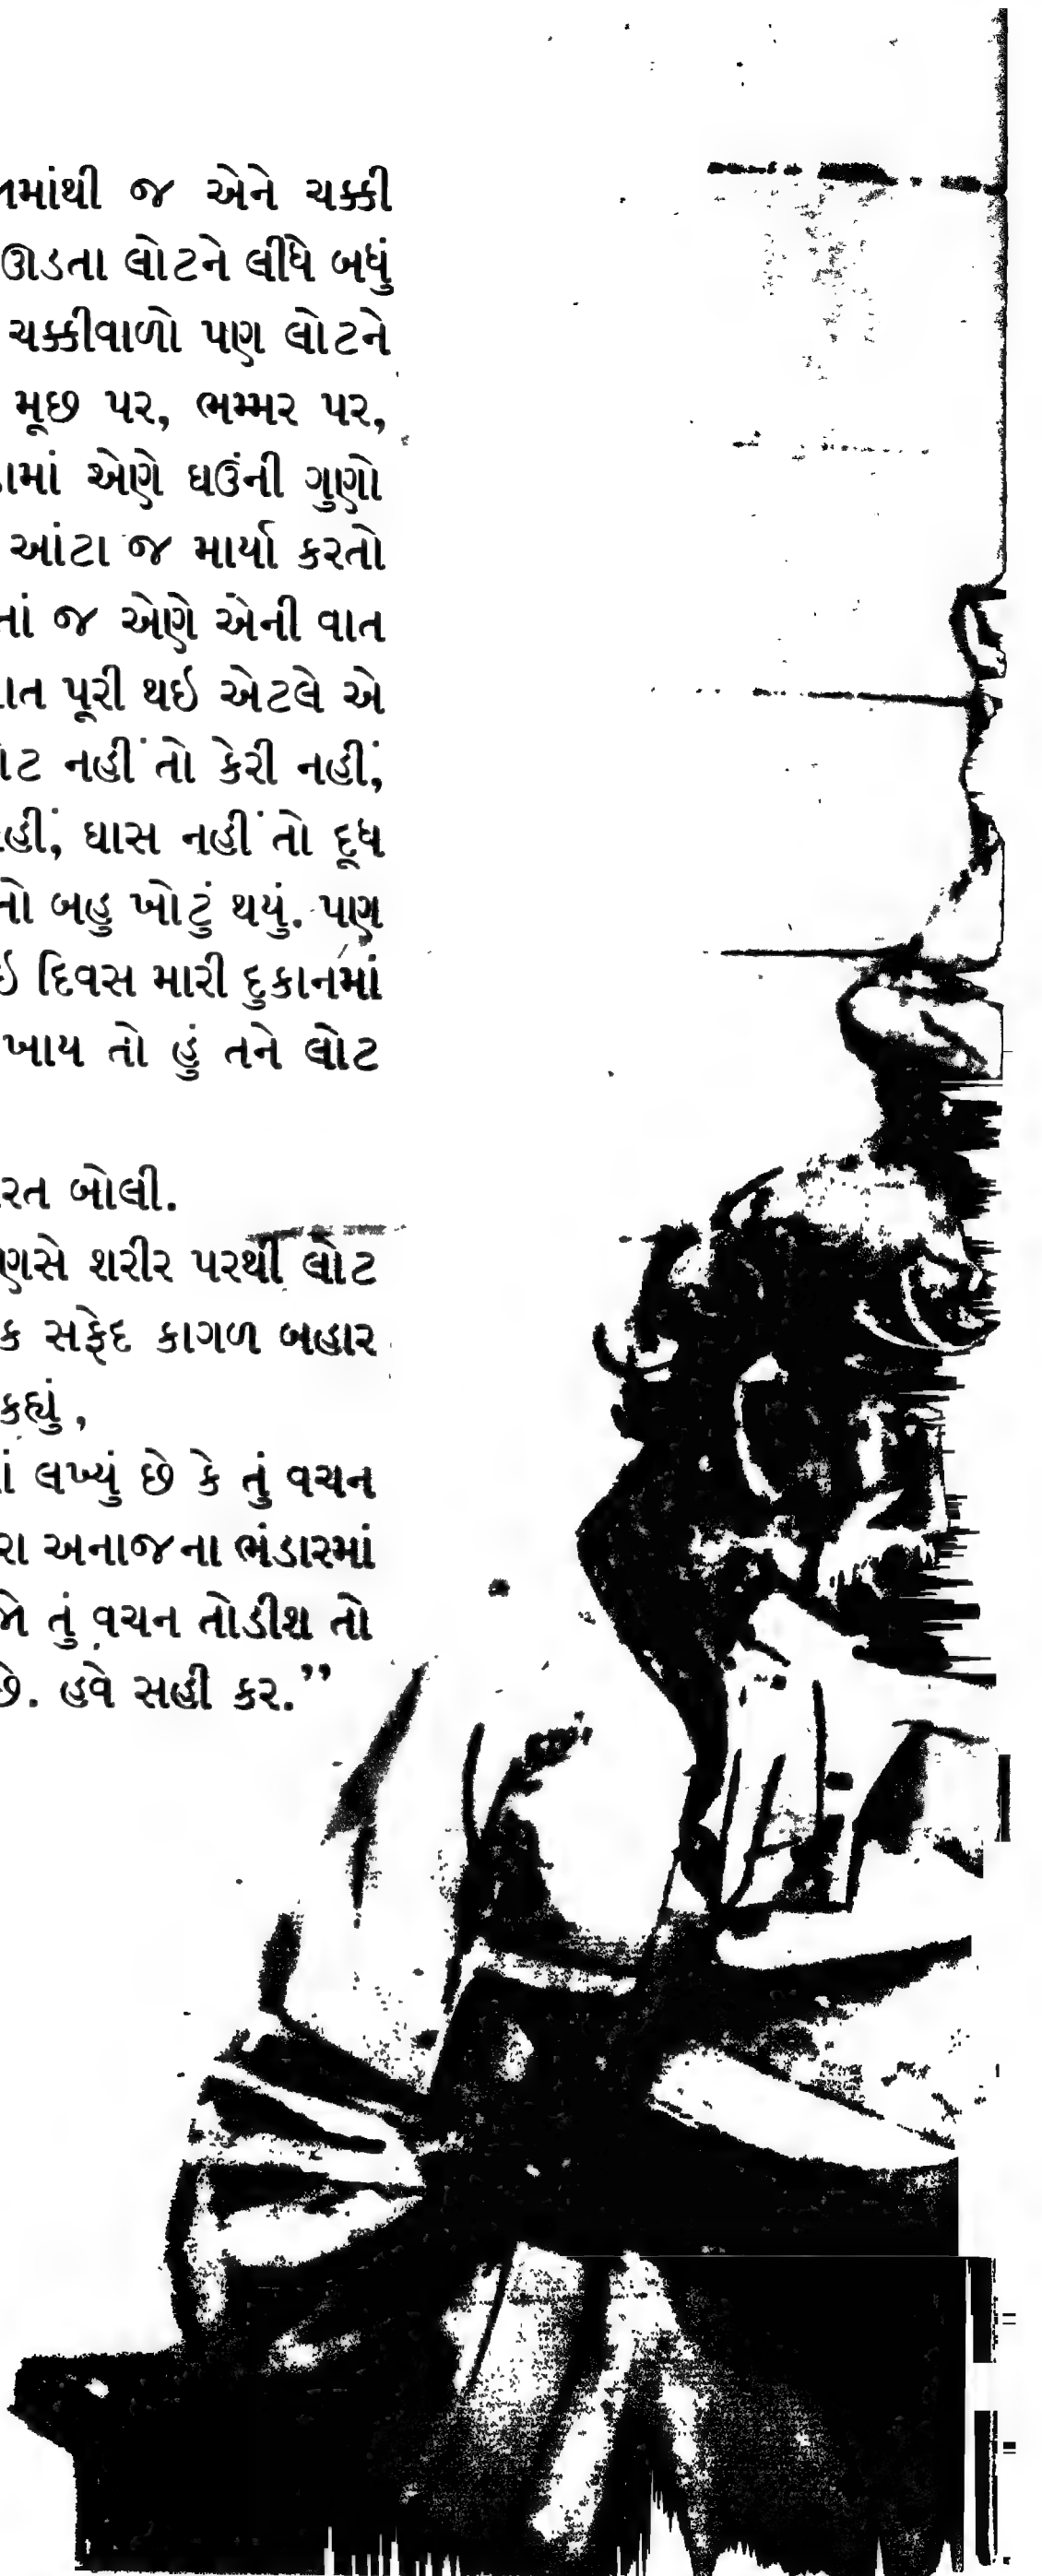 જ એને ચક્કી
ઊડતા લોટને લીધે બધું
ચક્કીવાળો પણ લોટને
મૂછ પર, ભમ્મર પર,
એણે ઘઉંની ગુણો
આંટા જ માર્યા કરતો
જ એણે એની વાત
પૂરી થઇ એટલે એ
નહીં તો કેરી નહીં,
ઘાસ નહીં તો દૂધ
બહુ ખોટું થયું. પણ
દિવસ મારી દુકાનમાં
ખાય તો હું તને લોટ
બોલી.
શરીર પરથી લોટ
સફેદ કાગળ બહાર
કહ્યું,
લખ્યું છે કે તું વચન
અનાજના ભંડારમાં
તું વચન તોડીશ તો
છે. હવે સહી કર.”